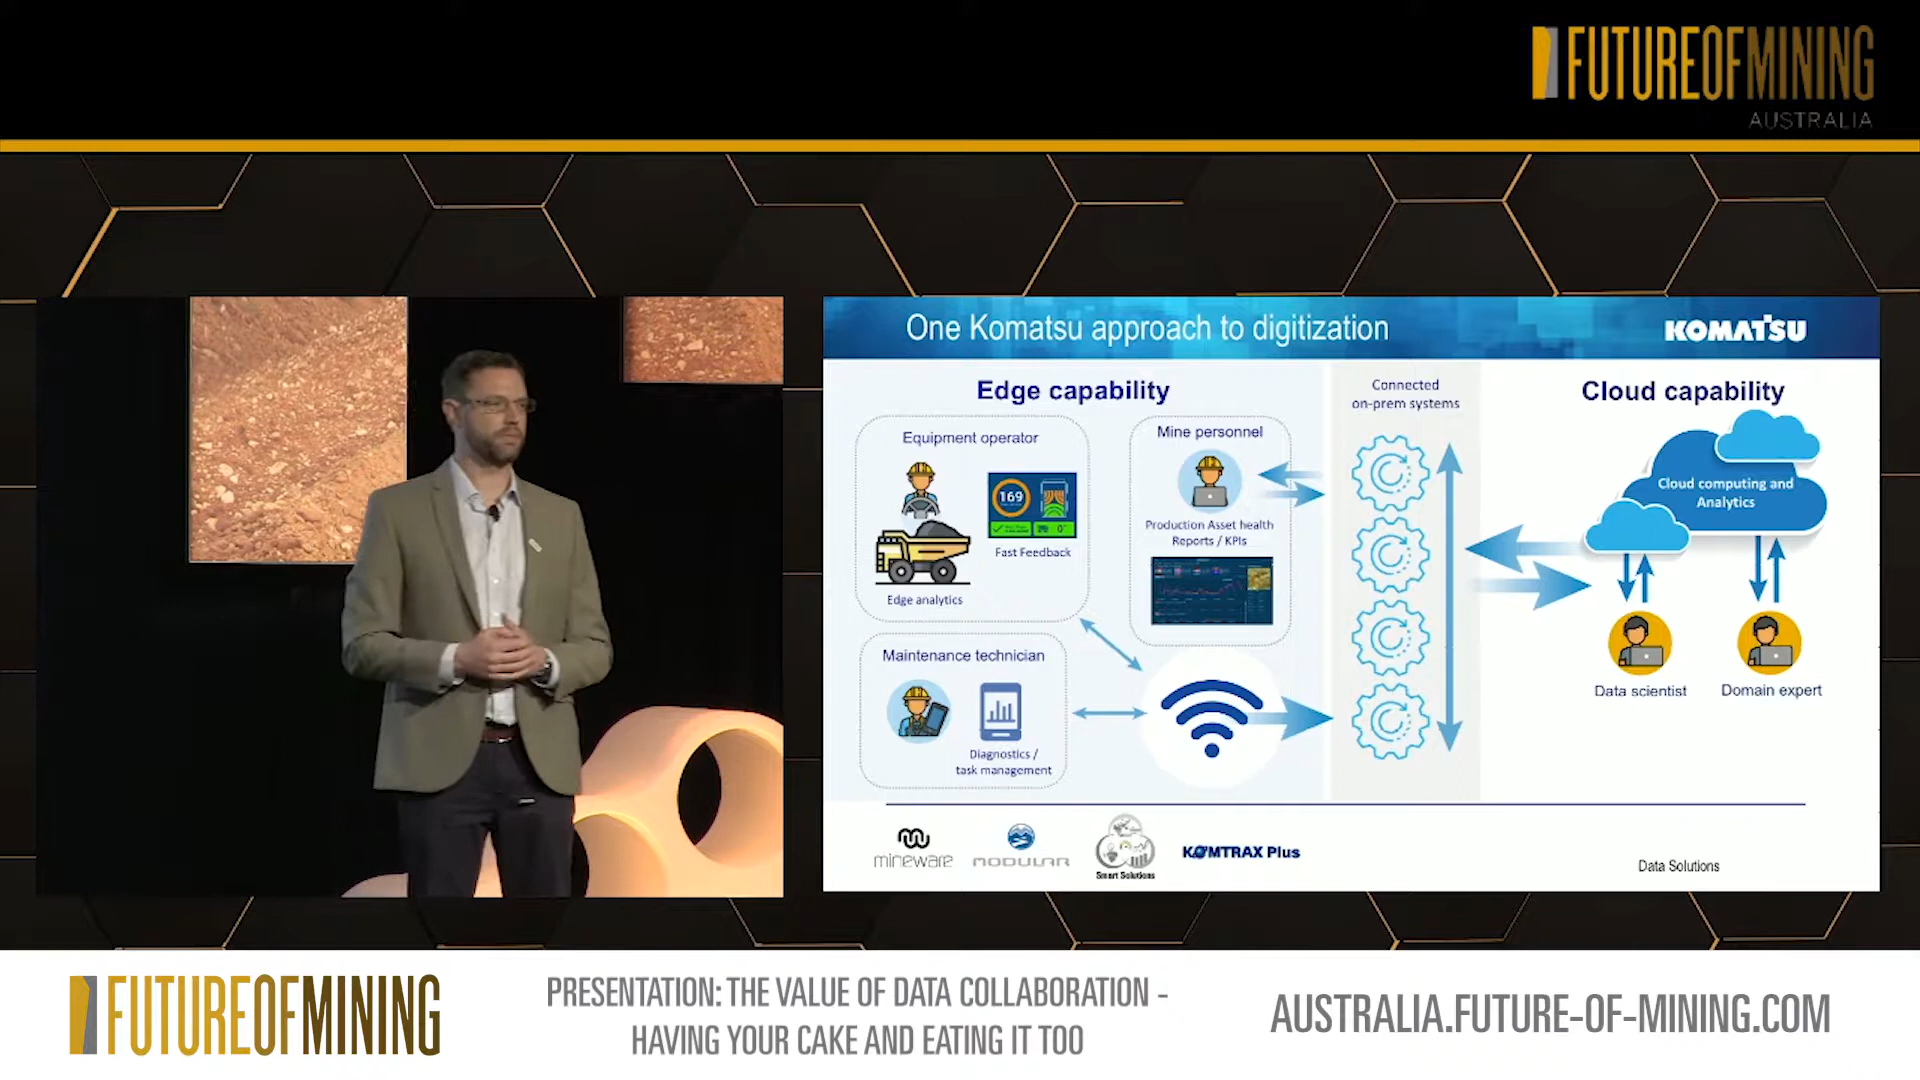 FUTUREOFMINING
AUSTRALIA
One Komatsu approach to digitization
KOMATSU
Edge capability
Connected
on-prem systems
Cloud capability
Equipment operator
169
0°
Fast Feedback
Edge analytics
Mine personnel
Production Asset health
Reports / KPIs
Cloud computing and
Analytics
Maintenance technician
Diagnostics /
task management
Data scientist
Domain expert
mineware
MODULAR
Smart Solutions
KOMTRAX Plus
Data Solutions
FUTUREOFMINING
PRESENTATION: THE VALUE OF DATA COLLABORATION -
HAVING YOUR CAKE AND EATING IT TOO
AUSTRALIA.FUTURE-OF-MINING.COM